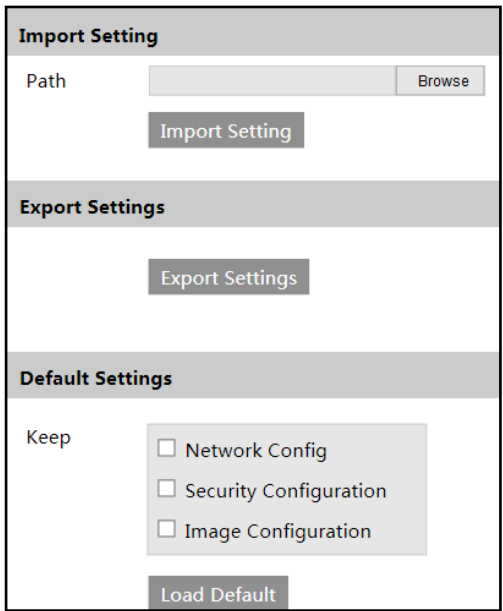 Import Setting
Path Browse
Import Setting
Export Settings
Export Settings
Default Settings
Keep
Network Config
Security Configuration
Image Configuration
Load Default